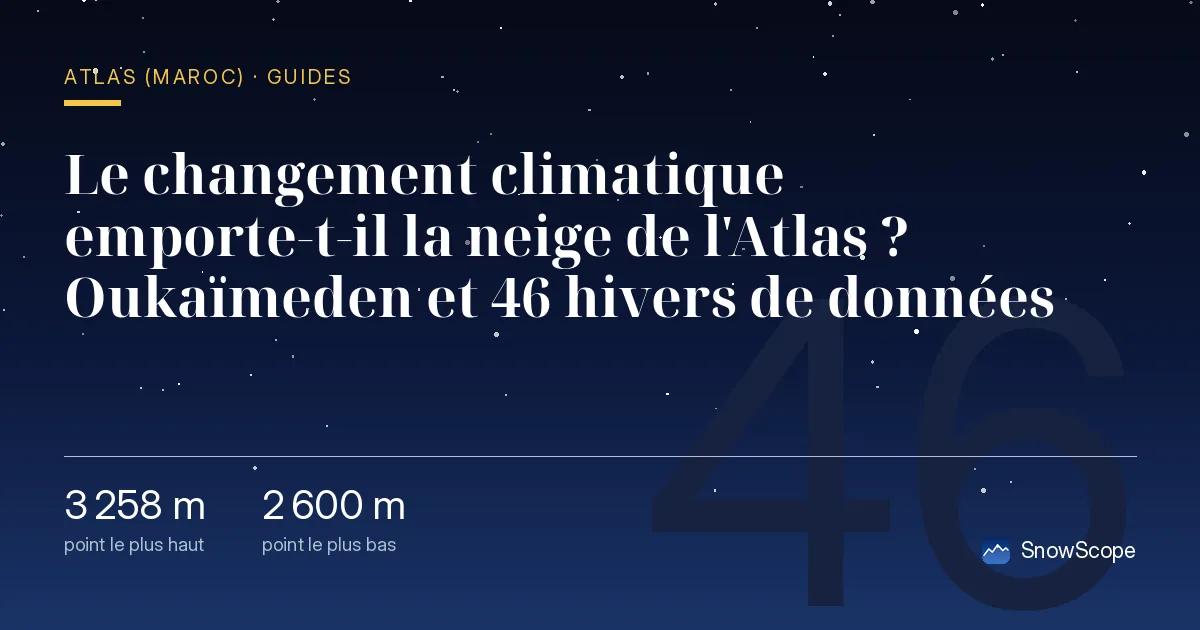 ATLAS (MAROC) · GUIDES
Le changement climatique
emporte-t-il la neige de l'Atlas ?
Oukaïmeden et 46 hivers de données
46
3 258 m
2 600 m
point le plus haut
point le plus bas
SnowScope